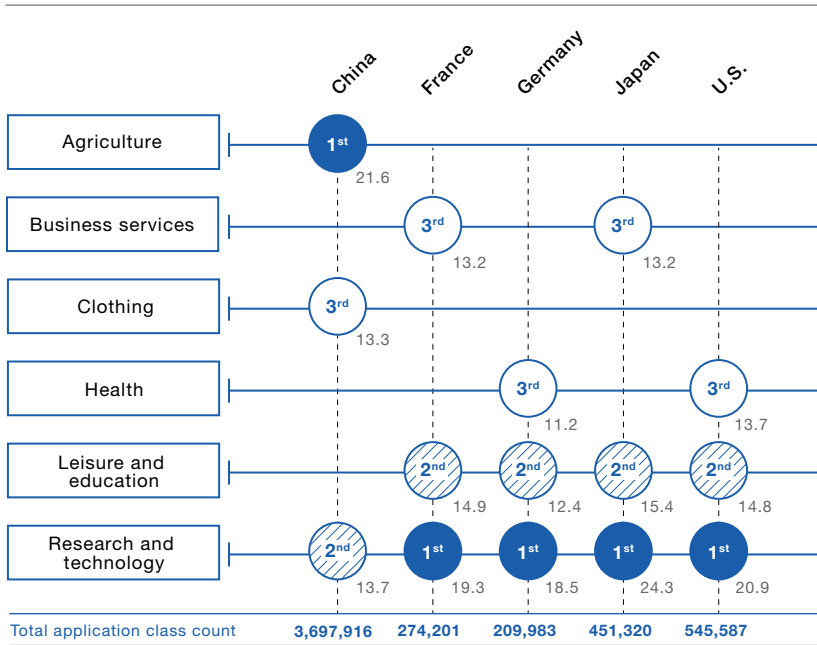 China France Germany Japan U.S.
Agriculture 1st
21.6
Business services 3rd 3rd
13.2 13.2
Clothing 3rd
13.3
Health 3rd 3rd
11.2 13.7
Leisure and
education
2nd 2nd 2nd 2nd
14.9 12.4 15.4 14.8
Research and
technology
2nd 1st 1st 1st 1st
13.7 19.3 18.5 24.3 20.9
Total application class count 3,697,916 274,201 209,983 451,320 545,587